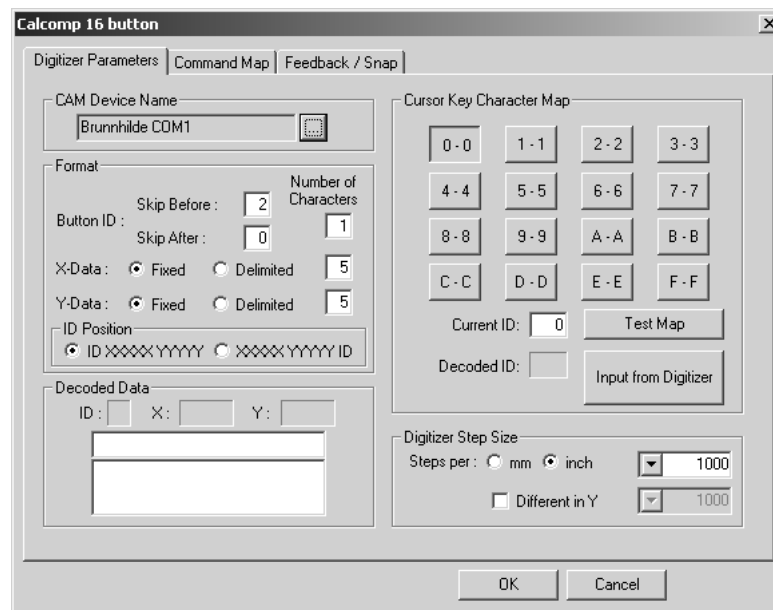 Calcomp 16 button
Digitizer Parameters Command Map Feedback / Snap
CAM Device Name
Brunnhilde COM1
...
Format
Number of
Characters
Button ID :
Skip Before : 2
1
Skip After : 0
X-Data : Fixed Delimited 5
Y-Data : Fixed Delimited 5
ID Position
ID XXXXX YYYYY XXXXX YYYYY ID
Decoded Data
ID : X : Y :
Cursor Key Character Map
0 - 0 1 - 1 2 - 2 3 - 3
4 - 4 5 - 5 6 - 6 7 - 7
8 - 8 9 - 9 A - A B - B
C - C D - D E - E F - F
Current ID: 0 Test Map
Decoded ID: Input from Digitizer
Digitizer Step Size
Steps per : mm inch 1000
Different in Y 1000
OK Cancel